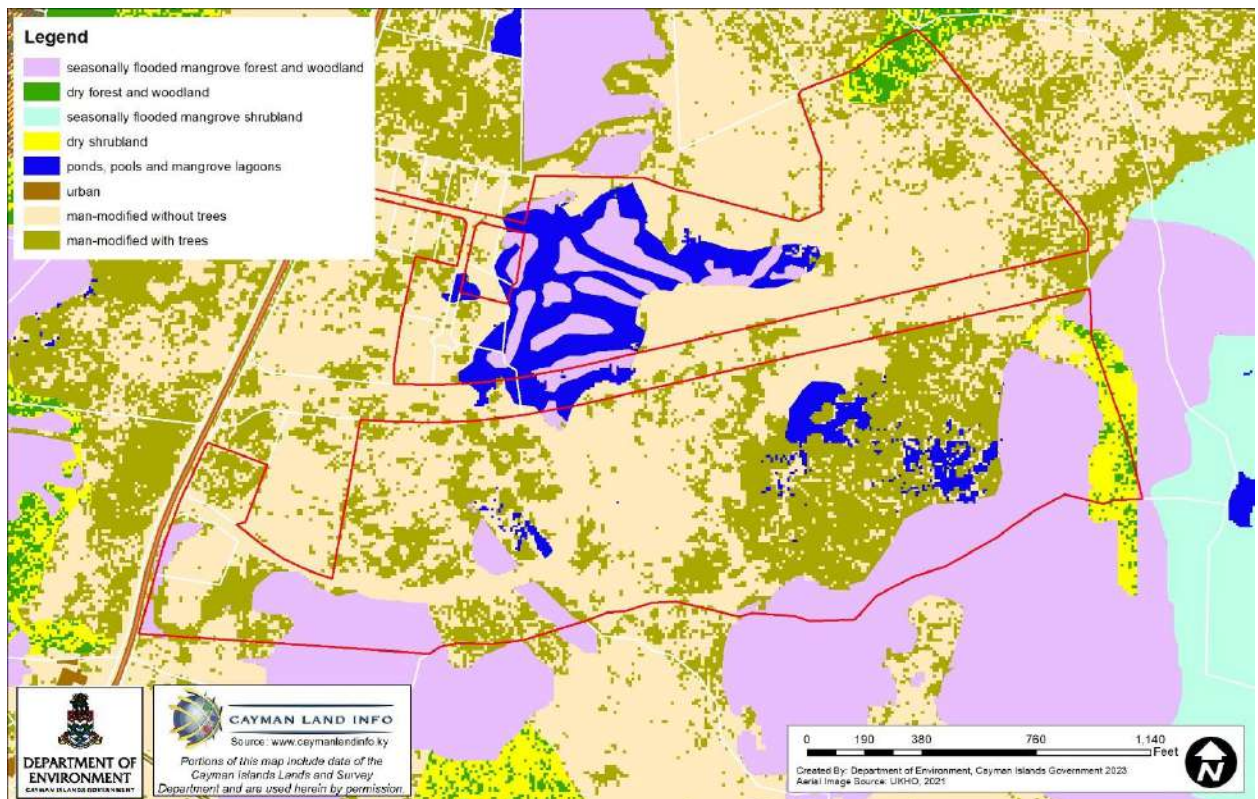 Legend
seasonally flooded mangrove forest and woodland
dry forest and woodland
seasonally flooded mangrove shrubland
dry shrubland
ponds, pools and mangrove lagoons
urban
man-modified without trees
man-modified with trees
DEPARTMENT OF
ENVIRONMENT
CAYMAN ISLANDS GOVERNMENT
CAYMAN LAND INFO
Source: www.caymanlandinfo.ky
Portions of this map include data of the
Cayman Islands Lands and Survey
Department and are used herein by permission.
0 190 380 760 1,140
Feet
Created By: Department of Environment, Cayman Islands Government 2023
Aerial Image Source: UKHO, 2021
N